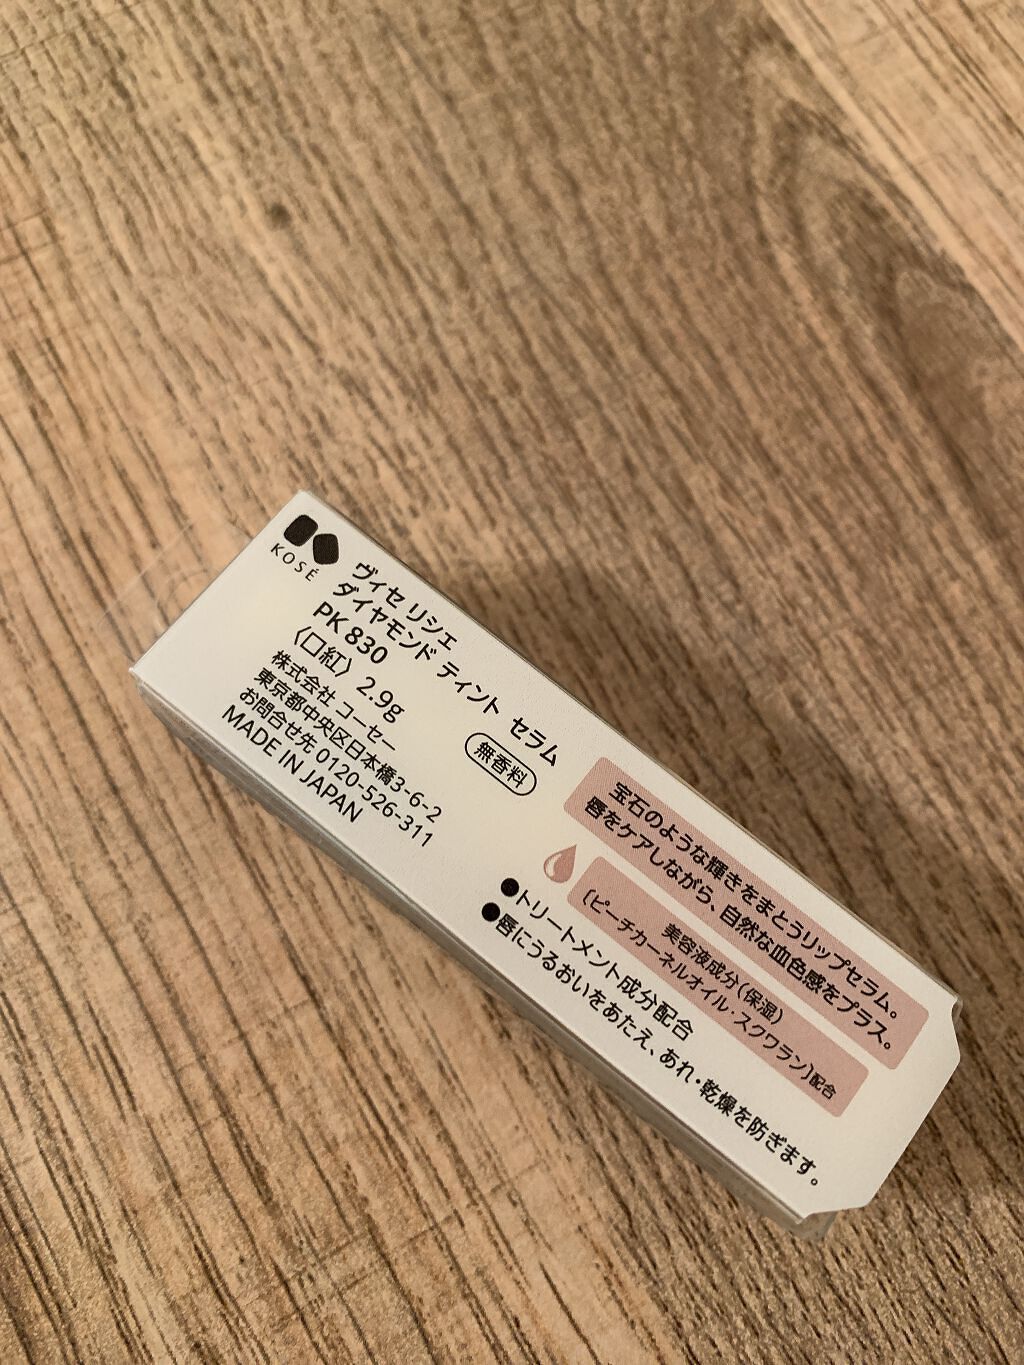 KOSÉ
ヴィセ リシェ
ダイヤモンド ティント セラム
PK 830
〈口紅〉 2.9g
無香料
株式会社 コーセー
東京都中央区日本橋3-6-2
お問合せ先 0120-526-311
MADE IN JAPAN
宝石のような輝きをまとうリップセラム。
唇をケアしながら、自然な血色感をプラス。
美容液成分(保湿)
〔ピーチカーネルオイル・スクワラン〕配合
●トリートメント成分配合
●唇にうるおいをあたえ、あれ・乾燥を防ぎます。